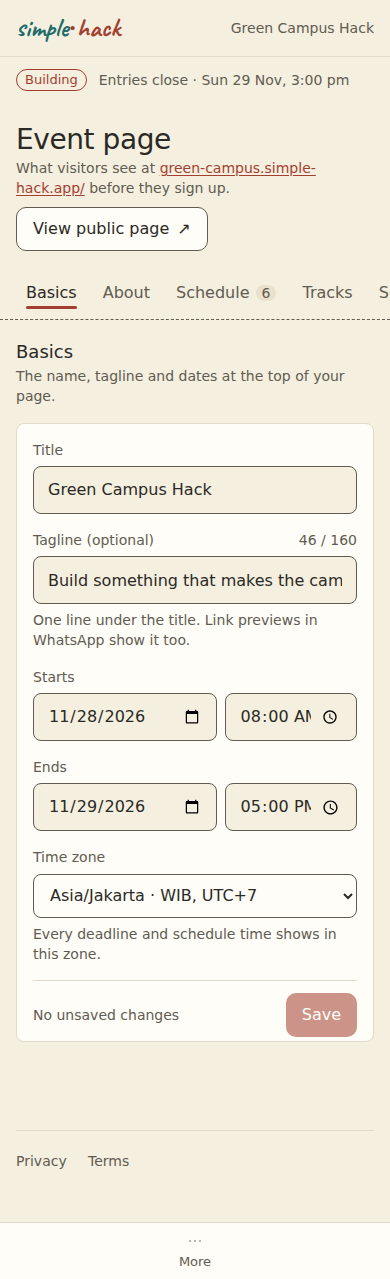 simple·hack
Green Campus Hack
Building
Entries close · Sun 29 Nov, 3:00 pm
Event page
What visitors see at green-campus.simple-
hack.app/ before they sign up.
View public page ↗
Basics About Schedule 6 Tracks S
Basics
The name, tagline and dates at the top of your
page.
Title
Green Campus Hack
Tagline (optional) 46 / 160
Build something that makes the cam
One line under the title. Link previews in
WhatsApp show it too.
Starts
11/28/2026 08:00 AM
Ends
11/29/2026 05:00 PM
Time zone
Asia/Jakarta · WIB, UTC+7
Every deadline and schedule time shows in
this zone.
No unsaved changes
Save
Privacy Terms
...
More